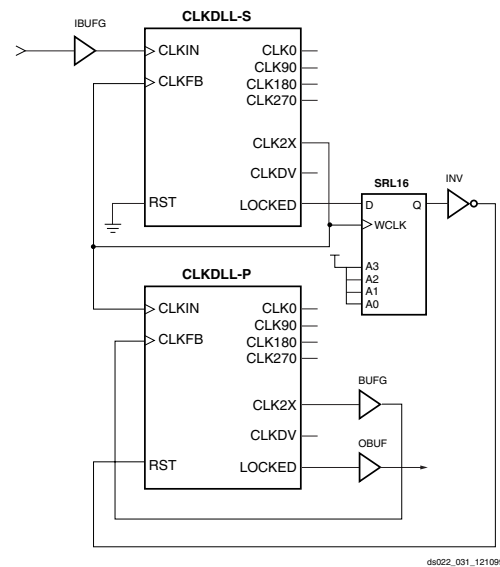 CLKDLL-S
IBUFG
CLKIN
CLKFB
RST
CLK0
CLK90
CLK180
CLK270
CLK2X
CLKDV
LOCKED
SRL16
D
Q
WCLK
A3
A2
A1
A0
INV
CLKDLL-P
CLKIN
CLKFB
RST
CLK0
CLK90
CLK180
CLK270
CLK2X
CLKDV
LOCKED
BUFG
OBUF
ds022_031_121099